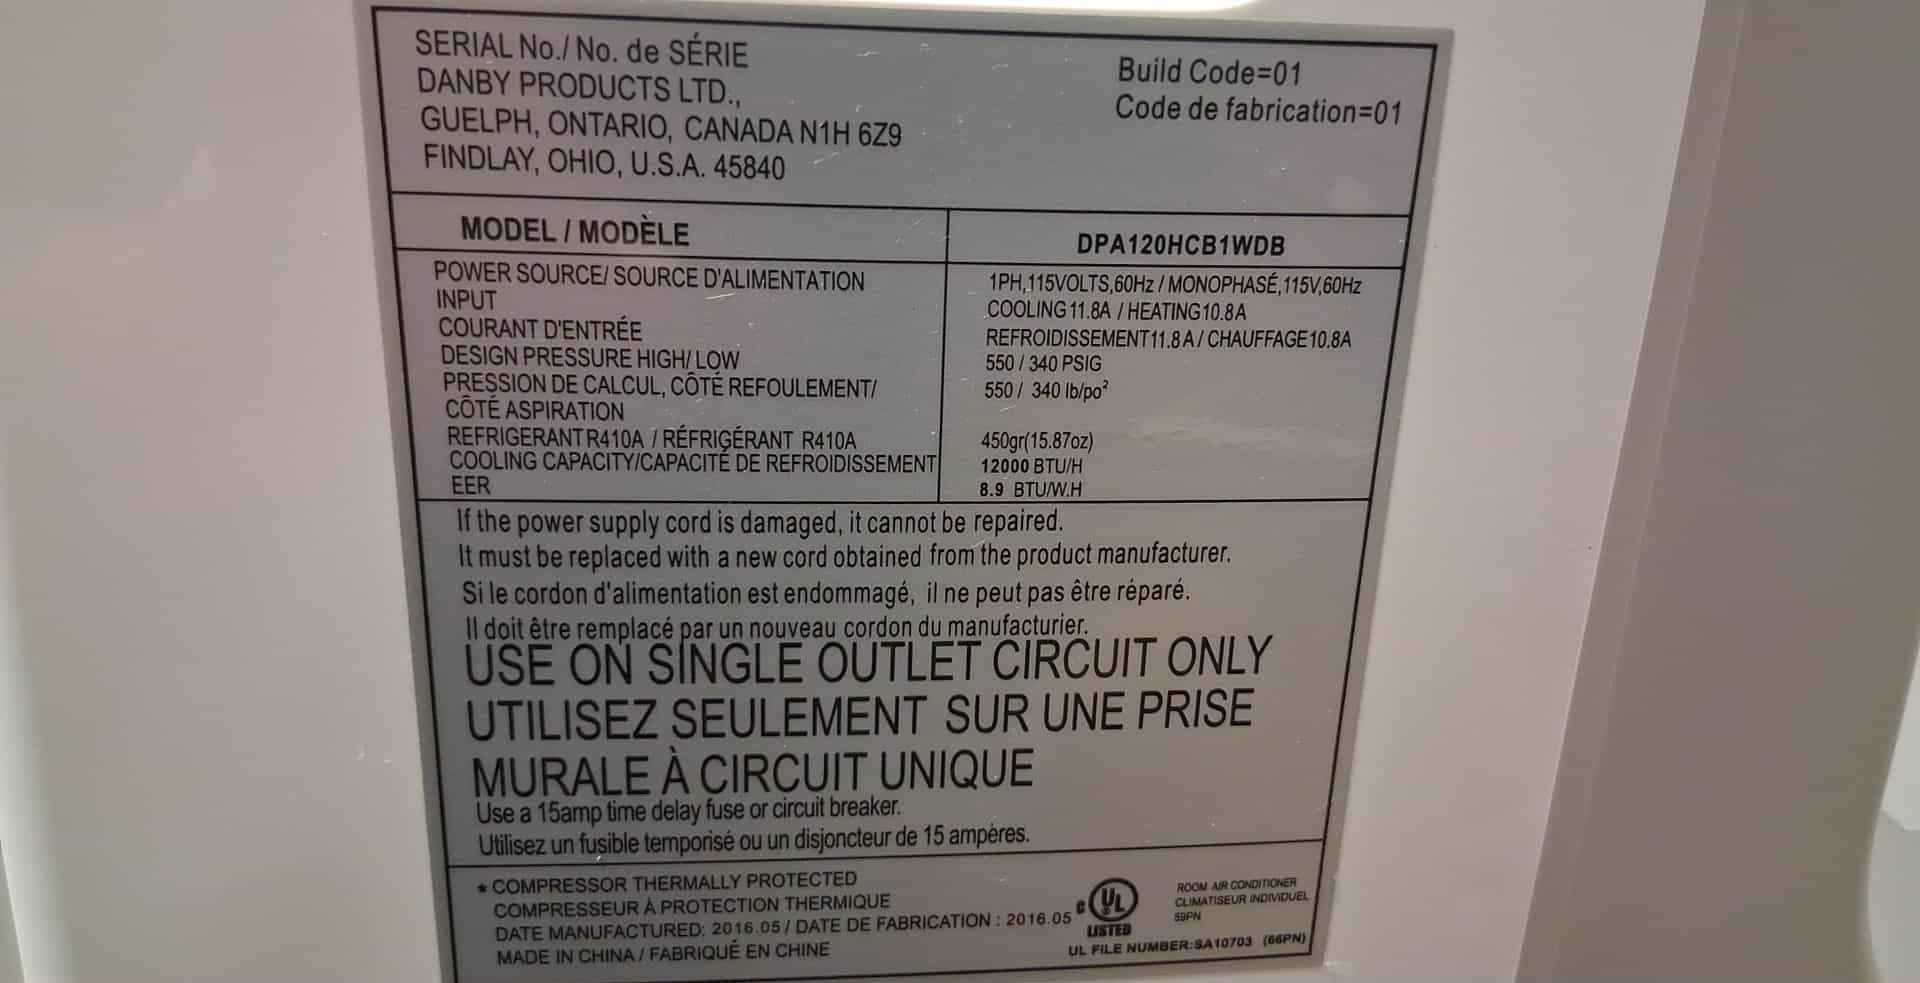 SERIAL No./ No. de SÉRIE
DANBY PRODUCTS LTD.,
GUELPH, ONTARIO, CANADA N1H 6Z9
FINDLAY, OHIO, U.S.A. 45840
Build Code=01
Code de fabrication=01
MODEL / MODÈLE DPA120HCB1WDB
POWER SOURCE/ SOURCE D'ALIMENTATION 1PH,115VOLTS,60Hz / MONOPHASÉ,115V,60Hz
INPUT COOLING 11.8A / HEATING 10.8A
COURANT D'ENTRÉE REFROIDISSEMENT 11.8 A / CHAUFFAGE 10.8A
DESIGN PRESSURE HIGH/ LOW 550 / 340 PSIG
PRESSION DE CALCUL, CÔTÉ REFOULEMENT/ 550 / 340 lb/po²
CÔTÉ ASPIRATION
REFRIGERANT R410A / RÉFRIGÉRANT R410A 450gr(15.87oz)
COOLING CAPACITY/CAPACITÉ DE REFROIDISSEMENT 12000 BTU/H
EER 8.9 BTU/W.H
If the power supply cord is damaged, it cannot be repaired.
It must be replaced with a new cord obtained from the product manufacturer.
Si le cordon d'alimentation est endommagé, il ne peut pas être réparé.
Il doit être remplacé par un nouveau cordon du manufacturier.
USE ON SINGLE OUTLET CIRCUIT ONLY
UTILISEZ SEULEMENT SUR UNE PRISE
MURALE À CIRCUIT UNIQUE
Use a 15amp time delay fuse or circuit breaker.
Utilisez un fusible temporisé ou un disjoncteur de 15 ampères.
* COMPRESSOR THERMALLY PROTECTED
COMPRESSEUR À PROTECTION THERMIQUE
DATE MANUFACTURED: 2016.05 / DATE DE FABRICATION : 2016.05
MADE IN CHINA / FABRIQUÉ EN CHINE
c UL
LISTED
ROOM AIR CONDITIONER
CLIMATISEUR INDIVIDUEL
59PN
UL FILE NUMBER:SA10703 (66PN)